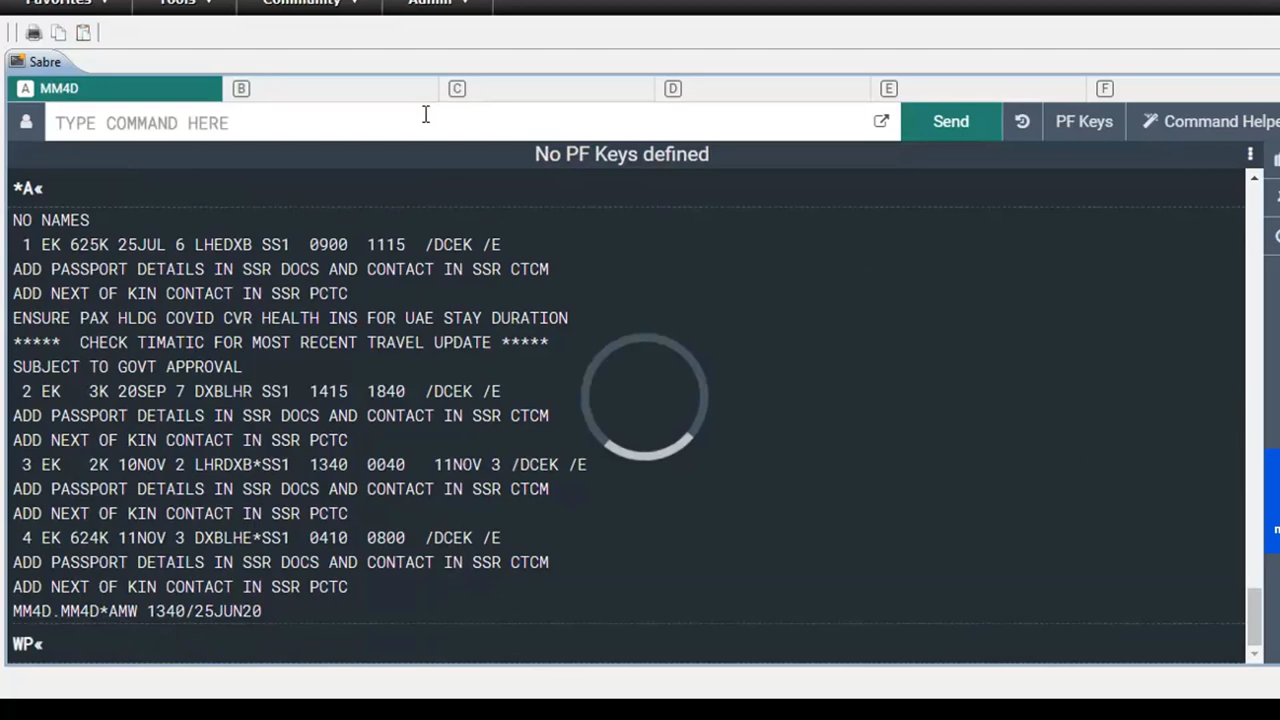 Favorites Tools Community Admin
Sabre
A MM4D B C D E F
TYPE COMMAND HERE Send PF Keys Command Helpe
No PF Keys defined
*A«
NO NAMES
1 EK 625K 25JUL 6 LHEDXB SS1 0900 1115 /DCEK /E
ADD PASSPORT DETAILS IN SSR DOCS AND CONTACT IN SSR CTCM
ADD NEXT OF KIN CONTACT IN SSR PCTC
ENSURE PAX HLDG COVID CVR HEALTH INS FOR UAE STAY DURATION
***** CHECK TIMATIC FOR MOST RECENT TRAVEL UPDATE *****
SUBJECT TO GOVT APPROVAL
2 EK 3K 20SEP 7 DXBLHR SS1 1415 1840 /DCEK /E
ADD PASSPORT DETAILS IN SSR DOCS AND CONTACT IN SSR CTCM
ADD NEXT OF KIN CONTACT IN SSR PCTC
3 EK 2K 10NOV 2 LHRDXB*SS1 1340 0040 11NOV 3 /DCEK /E
ADD PASSPORT DETAILS IN SSR DOCS AND CONTACT IN SSR CTCM
ADD NEXT OF KIN CONTACT IN SSR PCTC
4 EK 624K 11NOV 3 DXBLHE*SS1 0410 0800 /DCEK /E
ADD PASSPORT DETAILS IN SSR DOCS AND CONTACT IN SSR CTCM
ADD NEXT OF KIN CONTACT IN SSR PCTC
MM4D.MM4D*AMW 1340/25JUN20
WP«